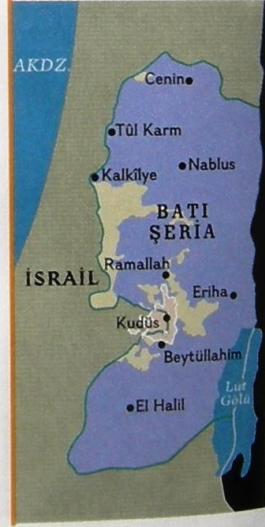 AKDZ.
Cenin
Tûl Karm
Nablus
Kalkîlye
BATI
ŞERİA
Ramallah
İSRAİL
Eriha
Kudüs
Beytüllahim
Lut
Gölü
El Halil